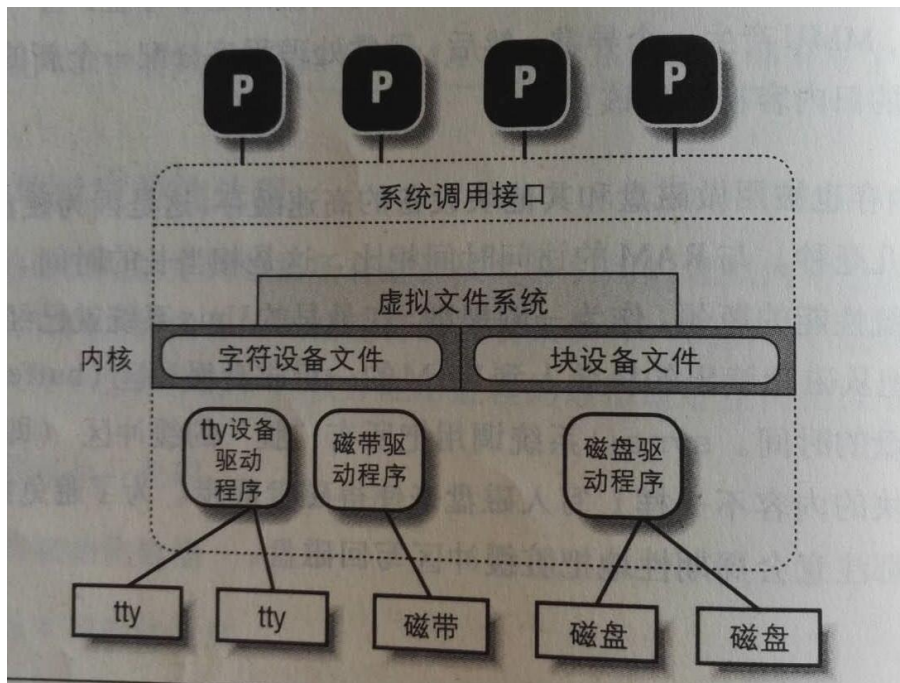 P
P
P
P
系统调用接口
虚拟文件系统
内核
字符设备文件
块设备文件
tty设备
驱动
程序
磁带驱
动程序
磁盘驱
动程序
tty
tty
磁带
磁盘
磁盘